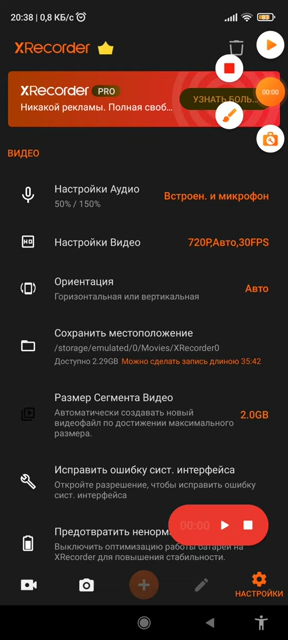 20:38 | 0,8 КБ/с
XRecorder
XRecorder PRO
Никакой рекламы. Полная своб...
УЗНАТЬ БОЛЬ...
00:00
ВИДЕО
Настройки Аудио
50% / 150%
Встроен. и микрофон
Настройки Видео
720P,Авто,30FPS
Ориентация
Горизонтальная или вертикальная
Авто
Сохранить местоположение
/storage/emulated/0/Movies/XRecorder0
Доступно 2.29GB Можно сделать запись длиною 35:42
Размер Сегмента Видео
Автоматически создавать новый
видеофайл по достижении максимального
размера.
2.0GB
Исправить ошибку сист. интерфейса
Откройте разрешение, чтобы исправить ошибку
сист. интерфейса
00:00
Предотвратить ненорм
Выключить оптимизацию работы батареи на
XRecorder для повышения стабильности.
НАСТРОЙКИ